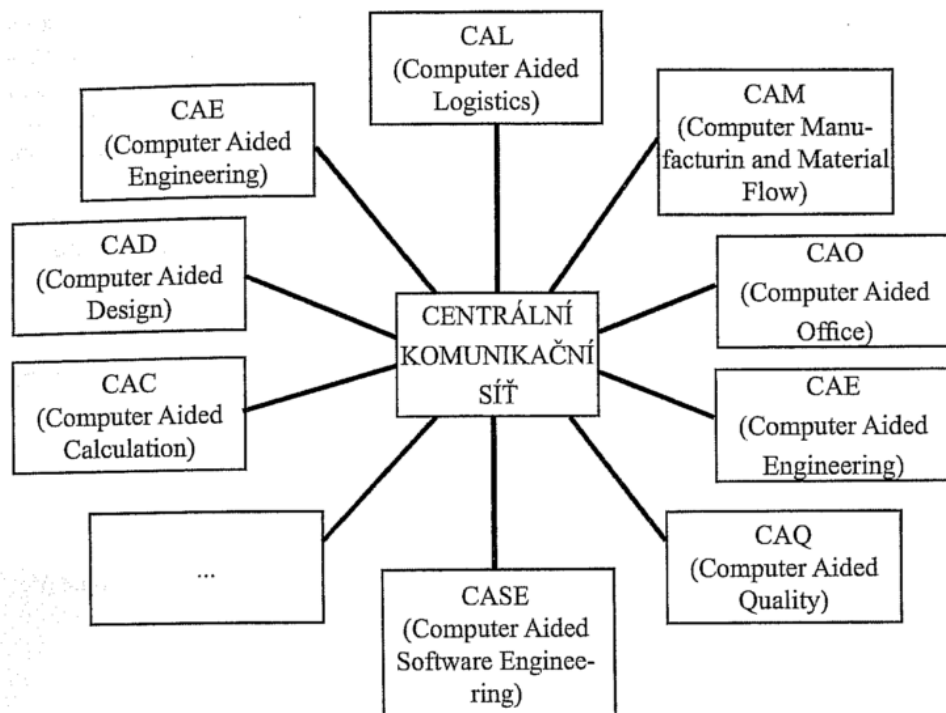 CAL
(Computer Aided
Logistics)
CAM
(Computer Manu-
facturin and Material
Flow)
CAE
(Computer Aided
Engineering)
CAD
(Computer Aided
Design)
CAO
(Computer Aided
Office)
CENTRÁLNÍ
KOMUNIKAČNÍ
SÍŤ
CAC
(Computer Aided
Calculation)
CAE
(Computer Aided
Engineering)
...
CAQ
(Computer Aided
Quality)
CASE
(Computer Aided
Software Enginee-
ring)